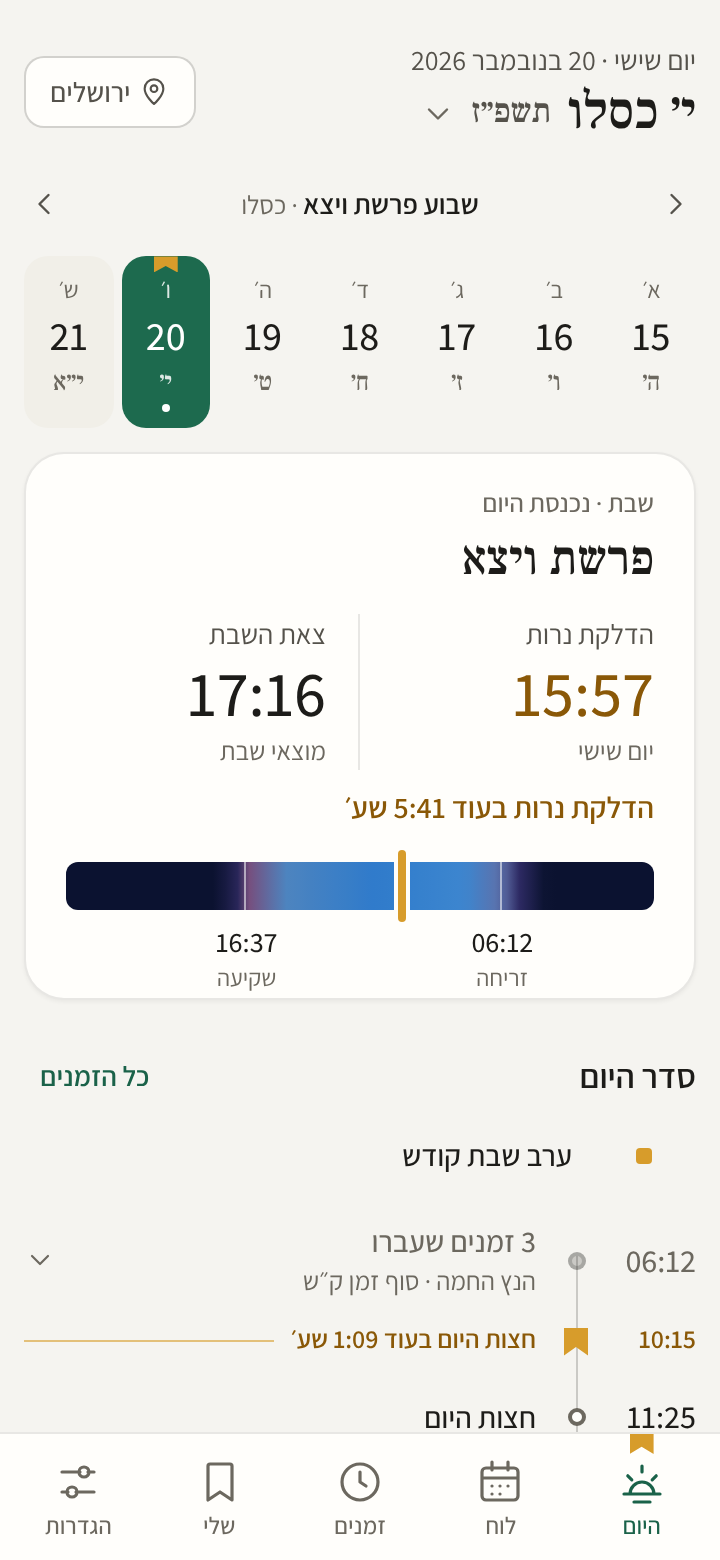 יום שישי · 20 בנובמבר 2026
י׳ כסלו תשפ״ז
ירושלים
שבוע פרשת ויצא · כסלו
א׳ ב׳ ג׳ ד׳ ה׳ ו׳ ש׳
15 16 17 18 19 20 21
ה׳ ו׳ ז׳ ח׳ ט׳ י׳ י״א
שבת · נכנסת היום
פרשת ויצא
הדלקת נרות צאת השבת
15:57 17:16
יום שישי מוצאי שבת
הדלקת נרות בעוד 5:41 שע׳
06:12 16:37
זריחה שקיעה
סדר היום כל הזמנים
ערב שבת קודש
06:12 3 זמנים שעברו
הנץ החמה · סוף זמן ק״ש
10:15 חצות היום בעוד 1:09 שע׳
11:25 חצות היום
היום לוח זמנים שלי הגדרות